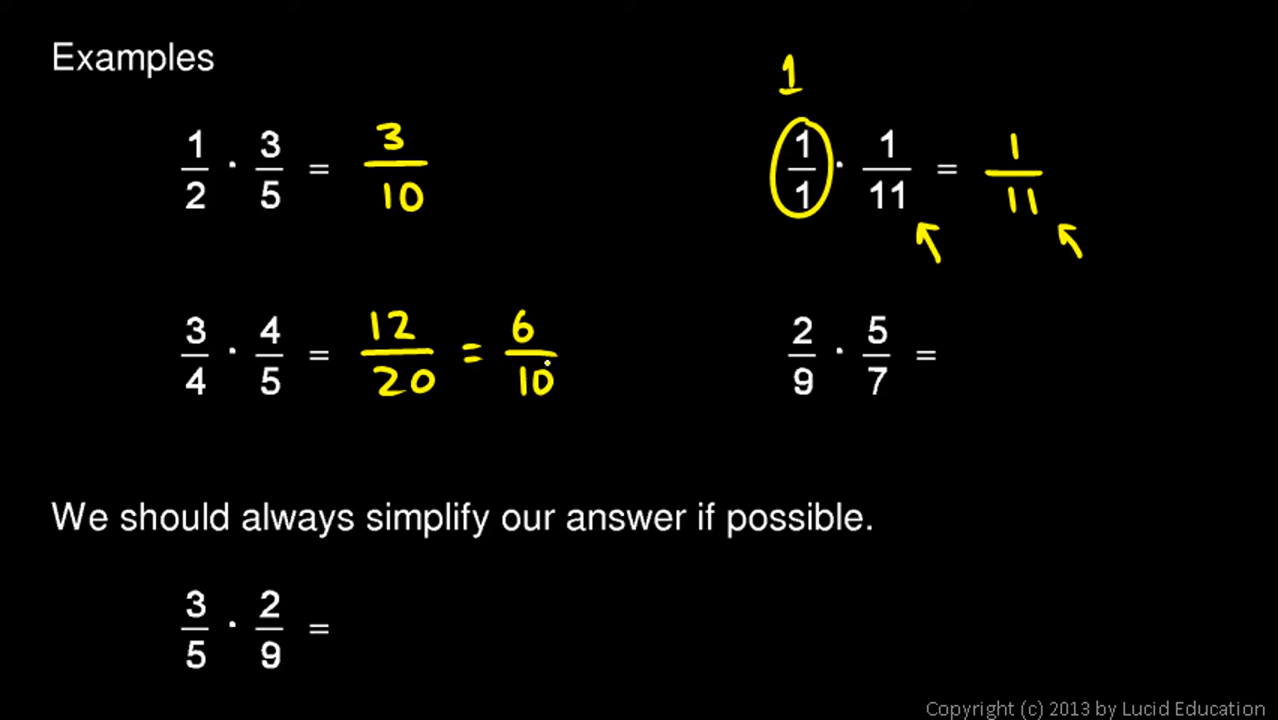 Examples
1/2 · 3/5 = 3/10
1
1/1 · 1/11 = 1/11
3/4 · 4/5 = 12/20 = 6/10
2/9 · 5/7 =
We should always simplify our answer if possible.
3/5 · 2/9 =
Copyright (c) 2013 by Lucid Education